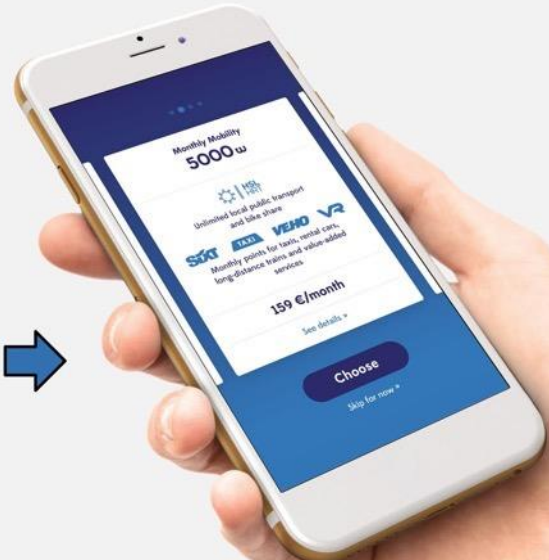 Monthly Mobility
5000 ω
HSL
HRT
Unlimited local public transport
and bike share
SIXT TAXI VEHO VR
Monthly points for taxis, rental cars,
long-distance trains and value-added
services
159 €/month
See details »
Choose
Skip for now »